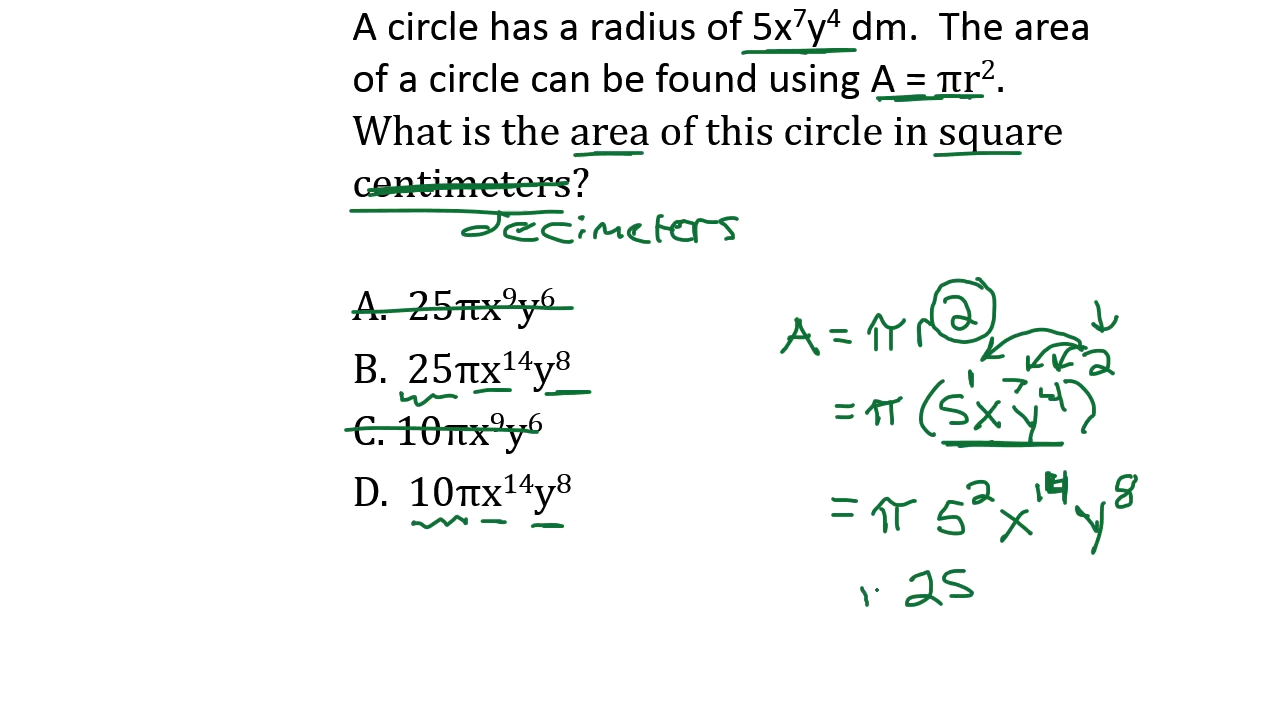 A circle has a radius of 5x⁷y⁴ dm. The area
of a circle can be found using A = πr².
What is the area of this circle in square
centimeters?
decimeters
A. 25πx⁹y⁶
B. 25πx¹⁴y⁸
C. 10πx⁹y⁶
D. 10πx¹⁴y⁸
A = πr²
= π(5¹x⁷y⁴)²
= π 5²x¹⁴y⁸
25